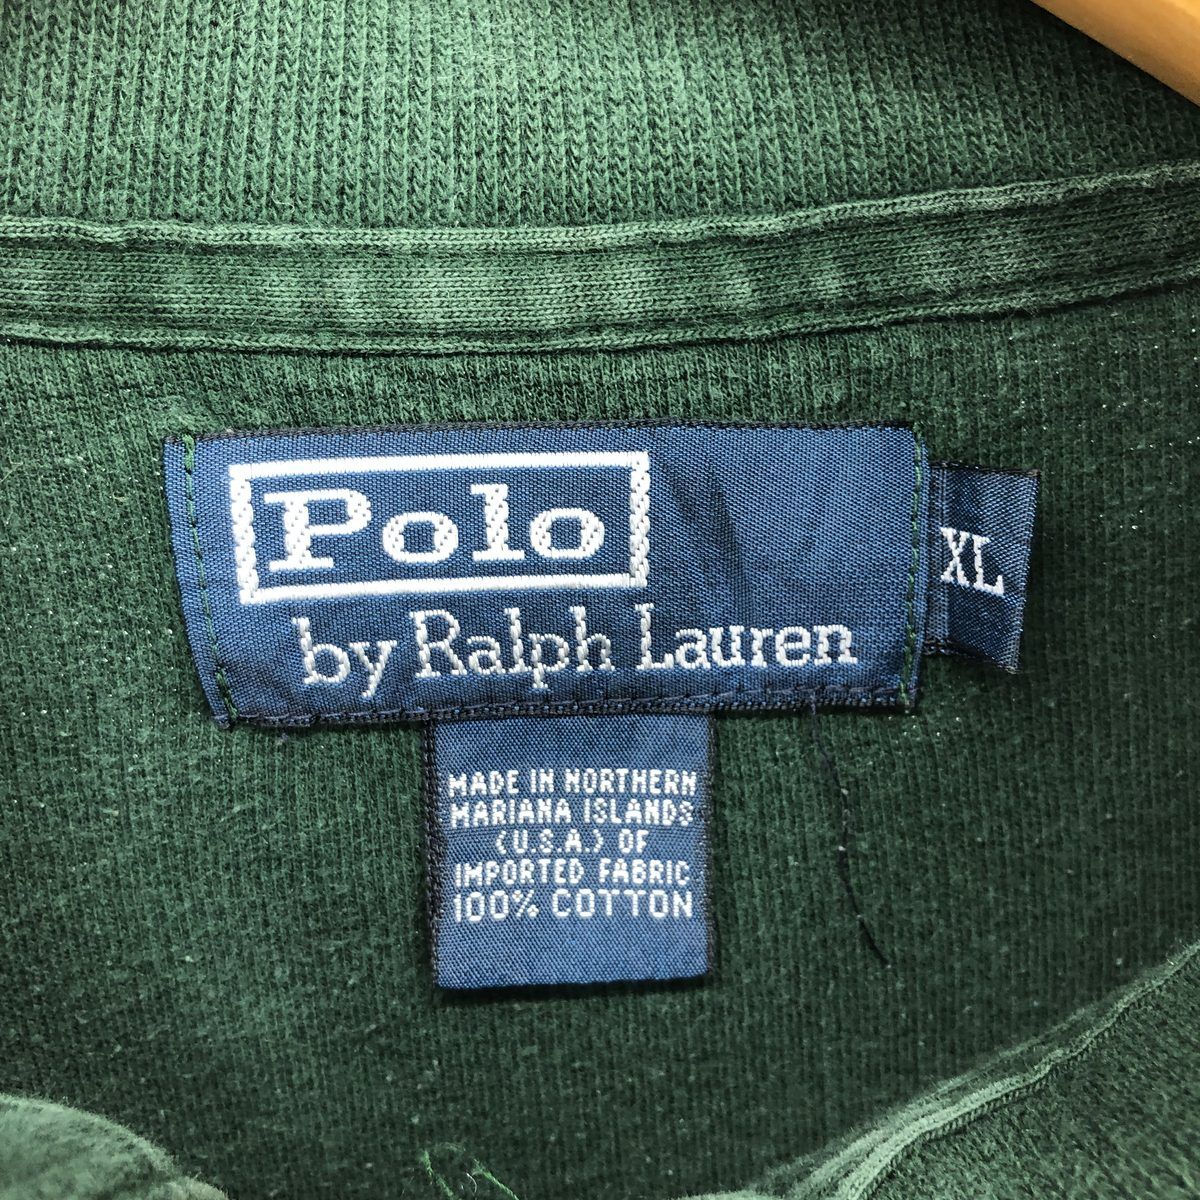 Polo
by Ralph Lauren
XL
MADE IN NORTHERN
MARIANA ISLANDS
(U.S.A.) OF
IMPORTED FABRIC
100% COTTON